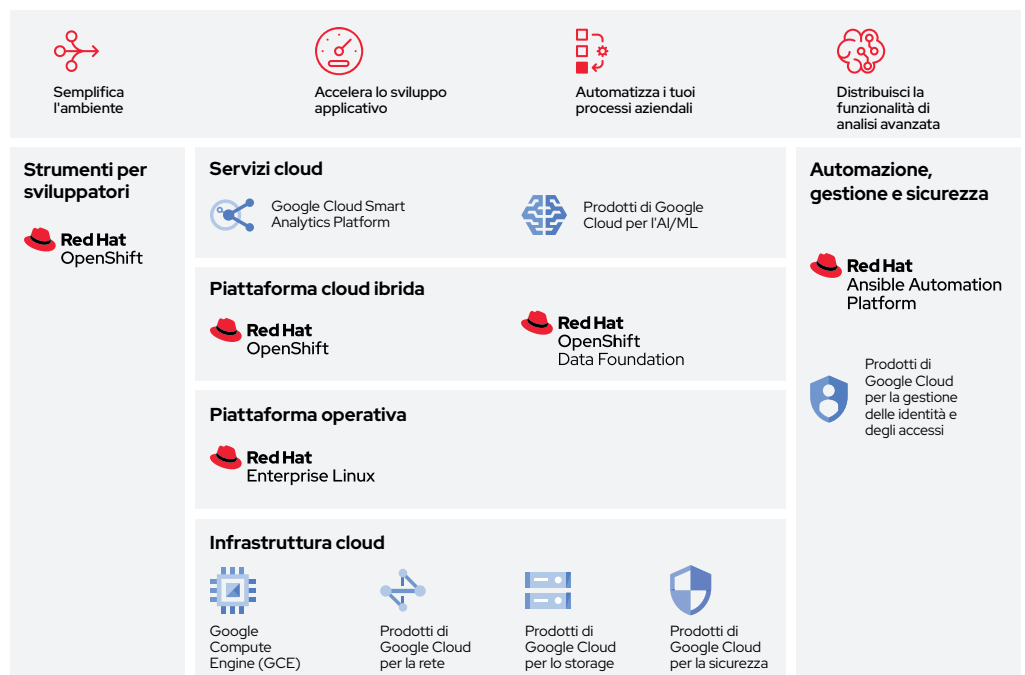 Semplifica
l'ambiente
Accelera lo sviluppo
applicativo
Automatizza i tuoi
processi aziendali
Distribuisci la
funzionalità di
analisi avanzata
Strumenti per
sviluppatori
Red Hat
OpenShift
Servizi cloud
Google Cloud Smart
Analytics Platform
Prodotti di Google
Cloud per l'AI/ML
Piattaforma cloud ibrida
Red Hat
OpenShift
Red Hat
OpenShift
Data Foundation
Piattaforma operativa
Red Hat
Enterprise Linux
Infrastruttura cloud
Google
Compute
Engine (GCE)
Prodotti di
Google Cloud
per la rete
Prodotti di
Google Cloud
per lo storage
Prodotti di
Google Cloud
per la sicurezza
Automazione,
gestione e sicurezza
Red Hat
Ansible Automation
Platform
Prodotti di
Google Cloud
per la gestione
delle identità e
degli accessi